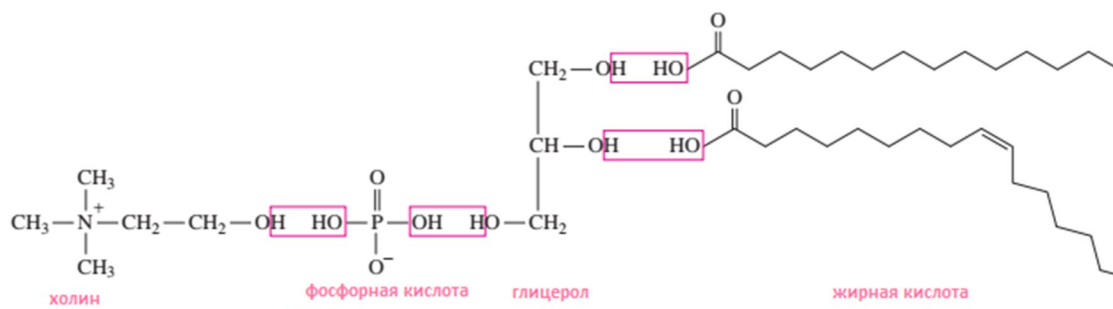 O
CH₂—OH HO
O
CH—OH HO
CH₃ O
CH₃—N⁺—CH₂—CH₂—OH HO—P—OH HO—CH₂
CH₃ O⁻
холин фосфорная кислота глицерол жирная кислота